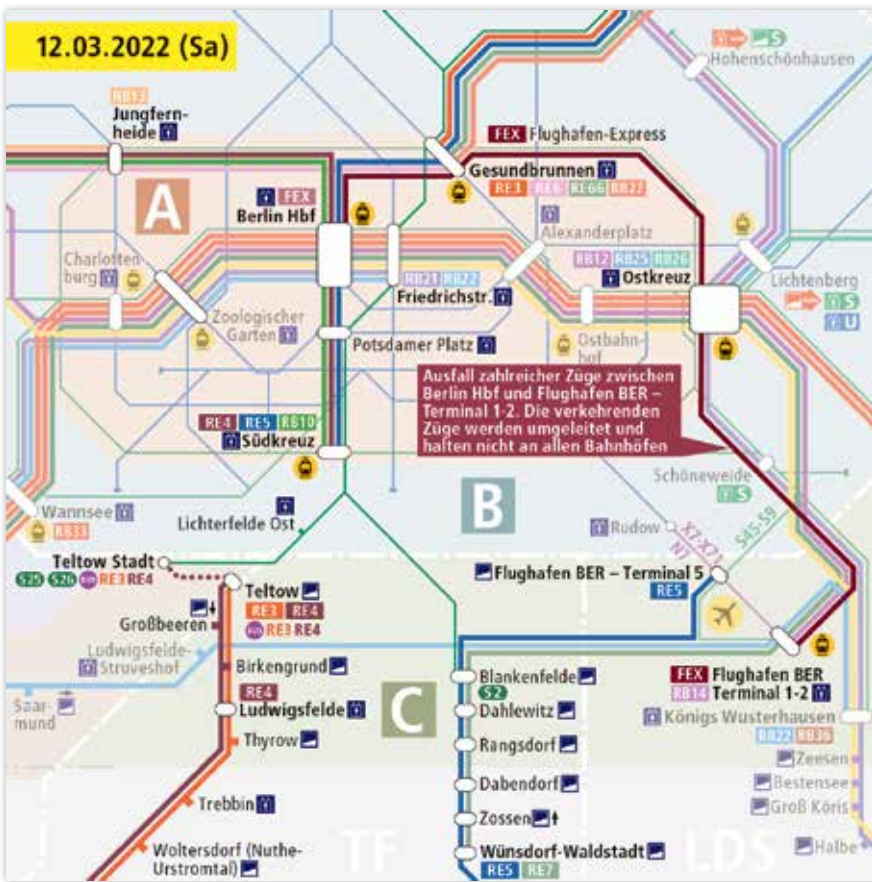 12.03.2022 (Sa)
S
Hohenschönhausen
RB13
Jungfern-
heide
FEX Flughafen-Express
Gesundbrunnen
RE3 RE6 RE66 RB27
A
FEX
Berlin Hbf
Alexanderplatz
Charlotten
burg
RB21 RB22
Friedrichstr.
RB12 RB25 RB26
Ostkreuz
Lichtenberg
S
U
Zoologischer
Garten
Potsdamer Platz
Ostbahn-
hof
Ausfall zahlreicher Züge zwischen
Berlin Hbf und Flughafen BER –
Terminal 1-2. Die verkehrenden
Züge werden umgeleitet und
halten nicht an allen Bahnhöfen
RE4 RE5 RB10
Südkreuz
Schöneweide
S
Wannsee
RB33
Lichterfelde Ost
B
Rudow
X7·X71
N7
S45·S9
Teltow Stadt
S25 S26 BUS RE3 RE4
Teltow
RE3 RE4
BUS RE3 RE4
Flughafen BER – Terminal 5
RE5
Großbeeren
Ludwigsfelde-
Struveshof
Birkengrund
Saar-
mund
RE4
Ludwigsfelde
C
Blankenfelde
S2
Dahlewitz
FEX Flughafen BER
RB14 Terminal 1-2
Königs Wusterhausen
RB22 RB36
Thyrow
Rangsdorf
Zeesen
Bestensee
Dabendorf
Groß Köris
Trebbin
Zossen
TF
LDS
Halbe
Woltersdorf (Nuthe-
Urstromtal)
Wünsdorf-Waldstadt
RE5 RE7